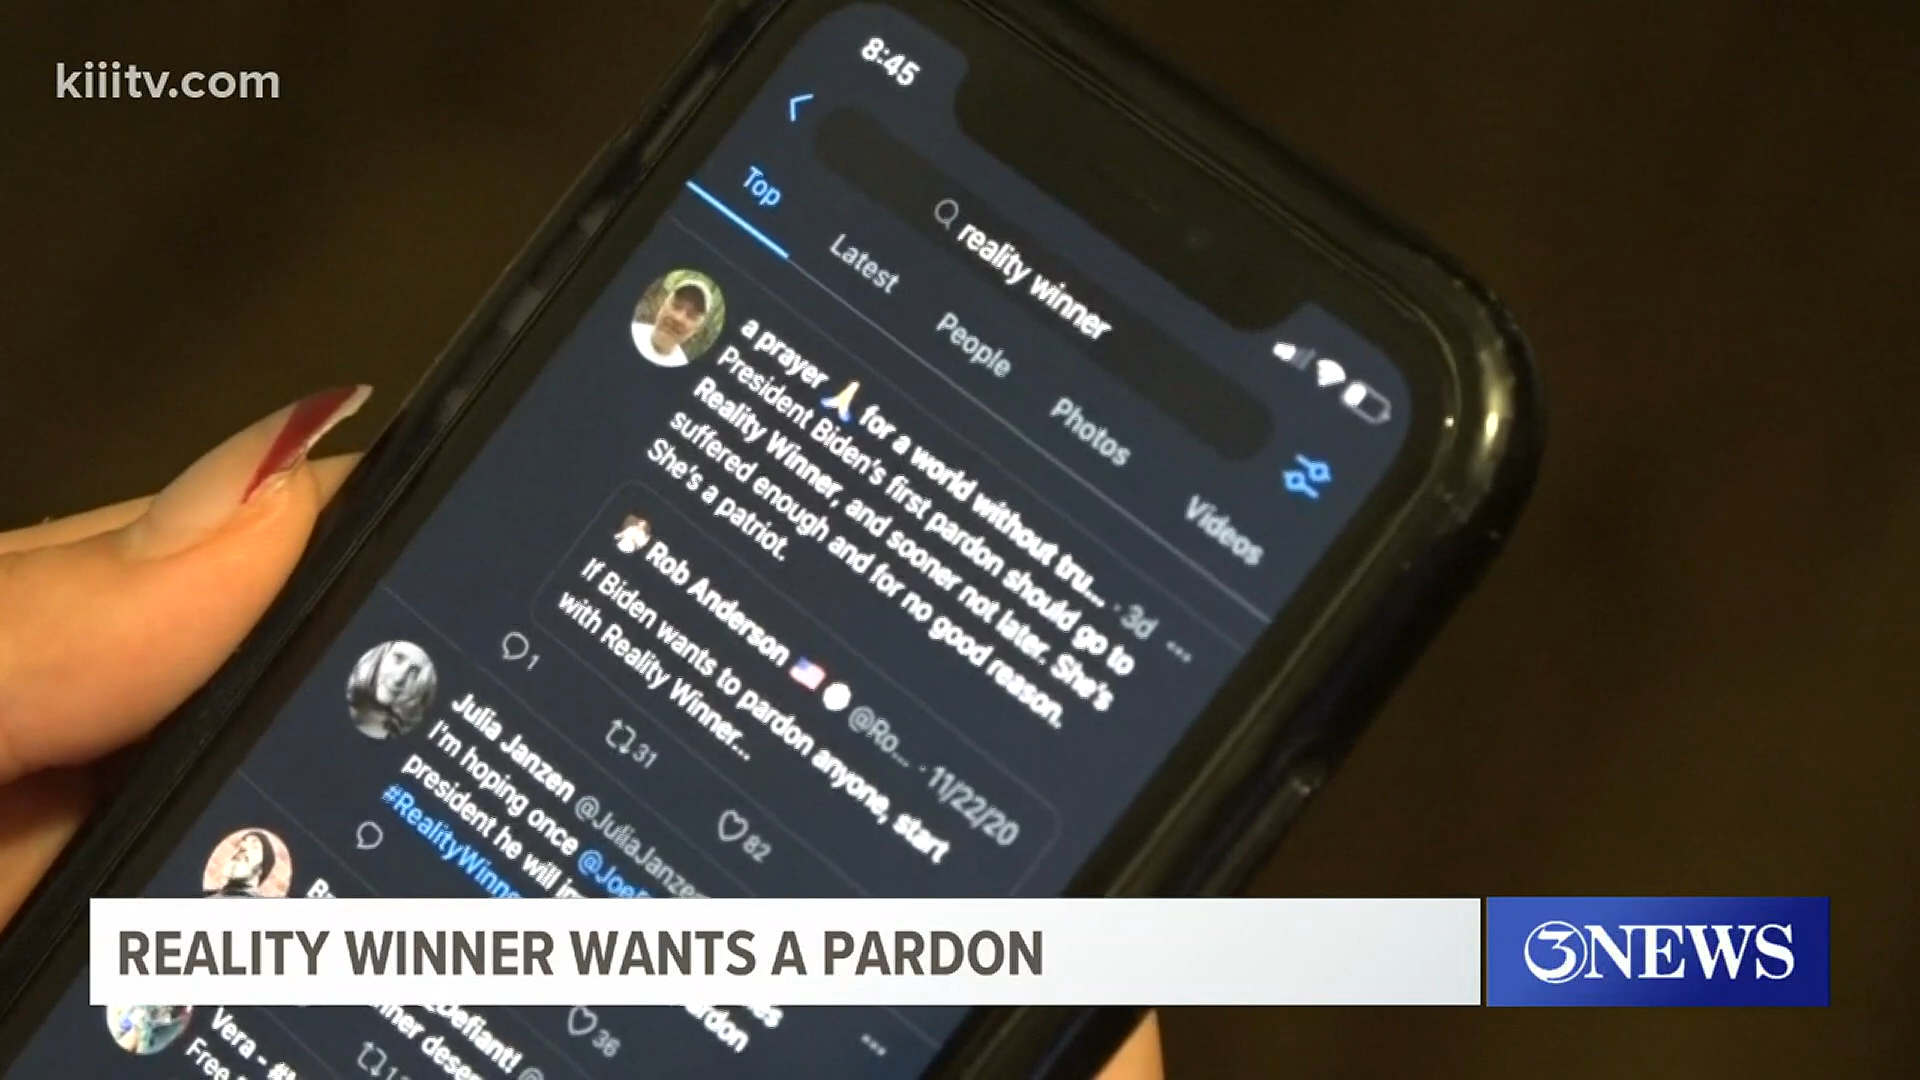 kiiitv.com
8:45
reality winner
Top
Latest
People
Photos
Videos
a prayer 🙏 for a world without tru... · 3d
President Biden's first pardon should go to
Reality Winner, and sooner not later. She's
suffered enough and for no good reason.
She's a patriot.
Rob Anderson @Ro... · 11/22/20
If Biden wants to pardon anyone, start
with Reality Winner...
1
31
82
Julia Janzen @JuliaJanzen
I'm hoping once
president he will
#RealityWinne
REALITY WINNER WANTS A PARDON
3NEWS
36
Vera -
Free